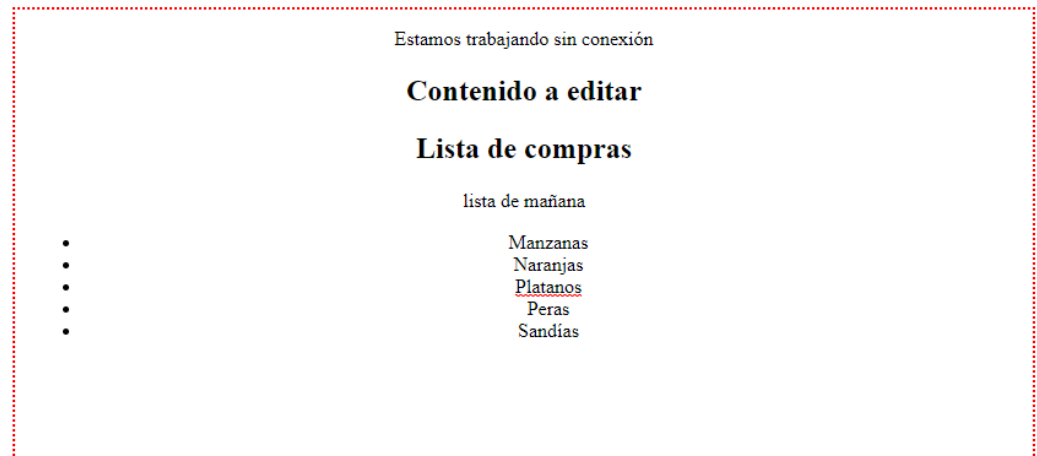 Estamos trabajando sin conexión
Contenido a editar
Lista de compras
lista de mañana
Manzanas
Naranjas
Platanos
Peras
Sandías